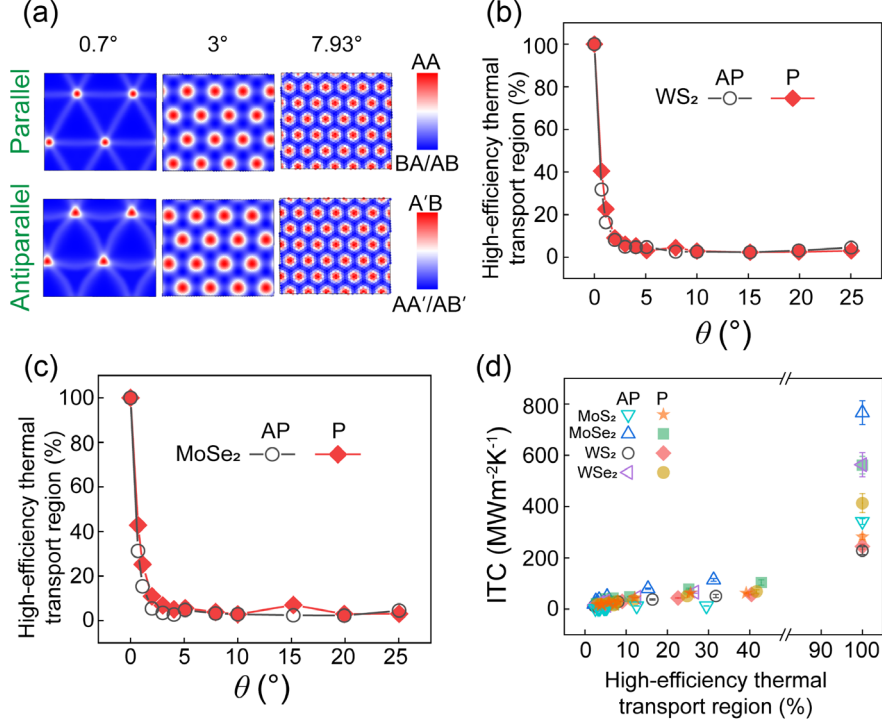 (a)
0.7° 3° 7.93°
Parallel
AA
BA/AB
Antiparallel
A′B
AA′/AB′
(b)
High-efficiency thermal
transport region (%)
100
80
60
40
20
0
AP P
WS₂
0 5 10 15 20 25
θ (°)
(c)
High-efficiency thermal
transport region (%)
100
80
60
40
20
0
AP P
MoSe₂
0 5 10 15 20 25
θ (°)
(d)
ITC (MWm⁻²K⁻¹)
800
600
400
200
0
AP P
MoS₂
MoSe₂
WS₂
WSe₂
0 10 20 30 40 90 100
High-efficiency thermal
transport region (%)